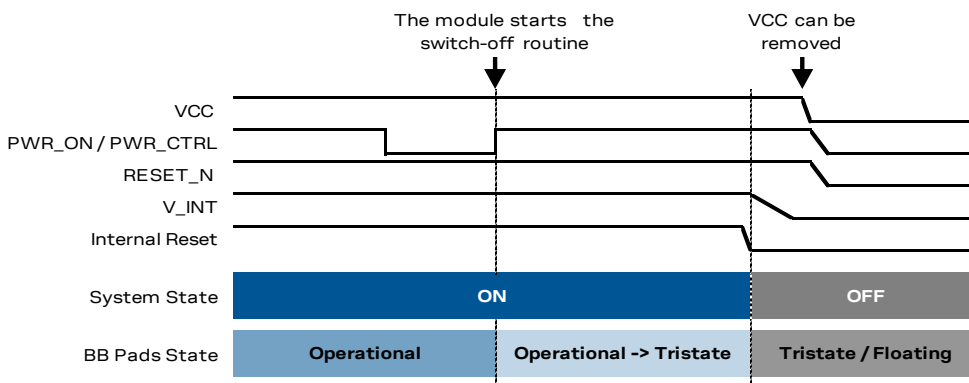 The module starts the
switch-off routine
VCC can be
removed
VCC
PWR_ON / PWR_CTRL
RESET_N
V_INT
Internal Reset
System State
ON
OFF
BB Pads State
Operational
Operational -> Tristate
Tristate / Floating